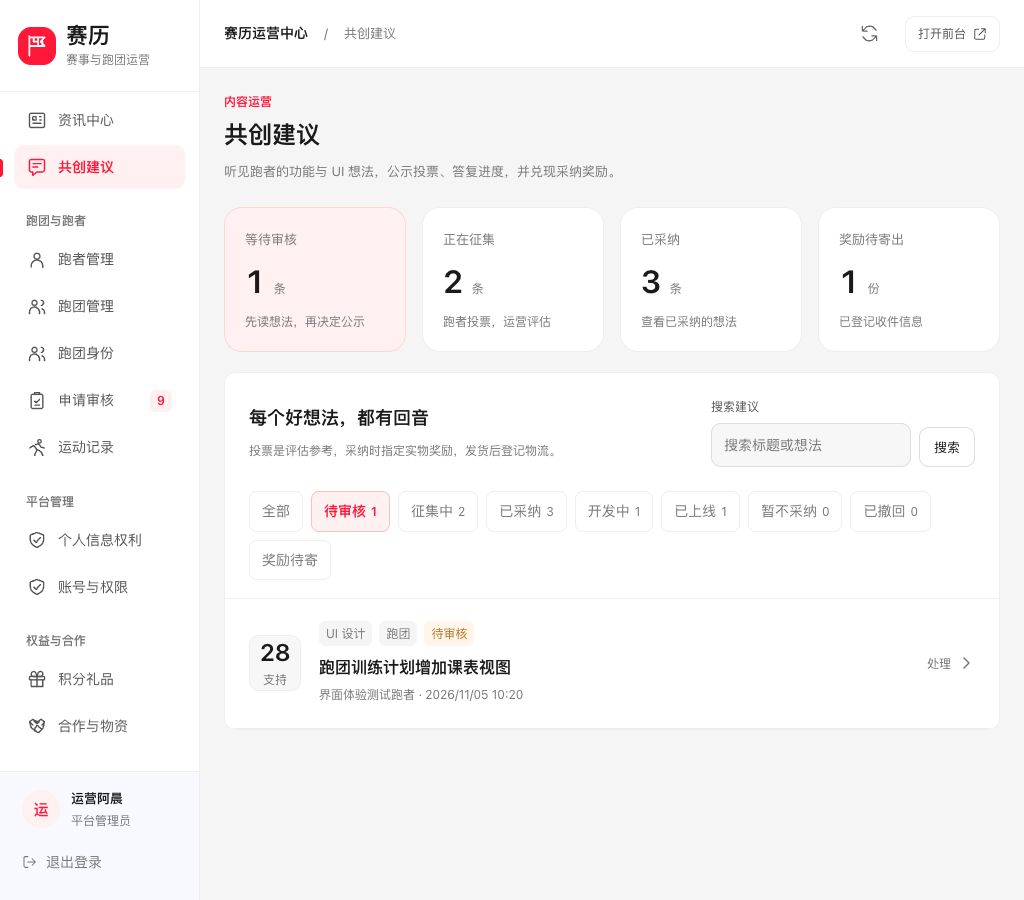 赛历
赛事与跑团运营
资讯中心
共创建议
跑团与跑者
跑者管理
跑团管理
跑团身份
申请审核 9
运动记录
平台管理
个人信息权利
账号与权限
权益与合作
积分礼品
合作与物资
运
运营阿晨
平台管理员
退出登录
赛历运营中心 / 共创建议
打开前台
内容运营
共创建议
听见跑者的功能与 UI 想法，公示投票、答复进度，并兑现采纳奖励。
等待审核
1 条
先读想法，再决定公示
正在征集
2 条
跑者投票，运营评估
已采纳
3 条
查看已采纳的想法
奖励待寄出
1 份
已登记收件信息
每个好想法，都有回音
投票是评估参考，采纳时指定实物奖励，发货后登记物流。
搜索建议
搜索标题或想法
搜索
全部 待审核 1 征集中 2 已采纳 3 开发中 1 已上线 1 暂不采纳 0 已撤回 0
奖励待寄
28
支持
UI 设计 跑团 待审核
跑团训练计划增加课表视图
界面体验测试跑者 · 2026/11/05 10:20
处理